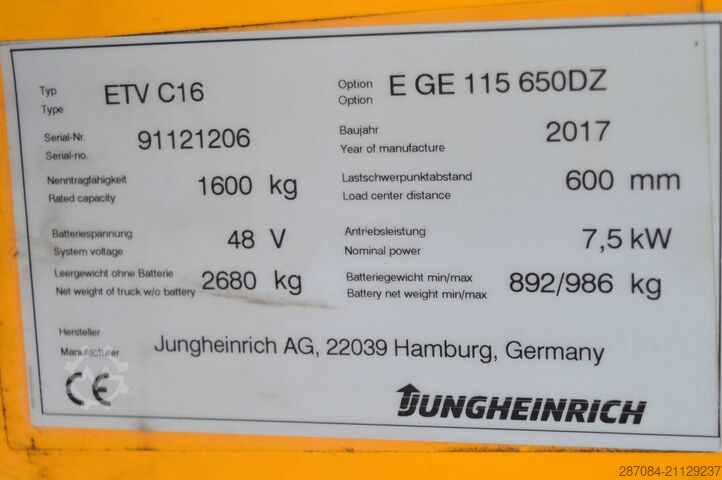 Typ ETV C16 Option E GE 115 650DZ
Type Option
Serial-Nr. 91121206 Baujahr 2017
Serial-no. Year of manufacture
Nenntragfähigkeit 1600 kg Lastschwerpunktabstand 600 mm
Rated capacity Load center distance
Batteriespannung 48 V Antriebsleistung 7,5 kW
System voltage Nominal power
Leergewicht ohne Batterie 2680 kg Batteriegewicht min/max 892/986 kg
Net weight of truck w/o battery Battery net weight min/max
Hersteller Jungheinrich AG, 22039 Hamburg, Germany
Manufacturer
CE JUNGHEINRICH
287084-21129237